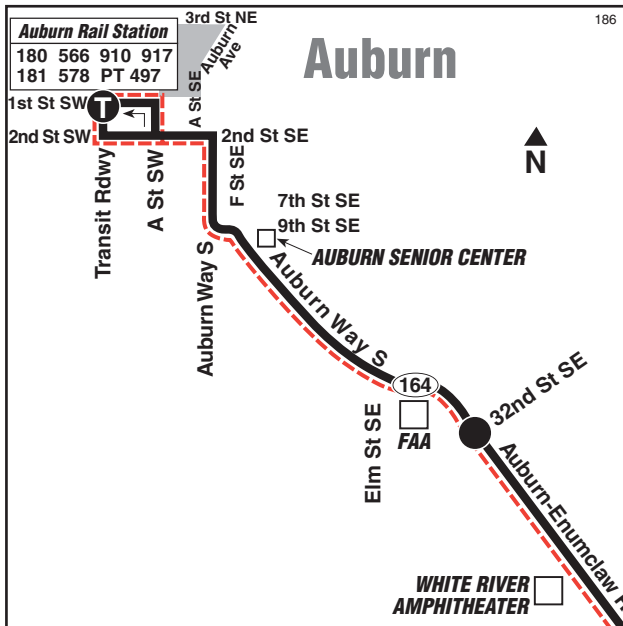 186
Auburn Rail Station
180 566 910 917
181 578 PT 497
3rd St NE
Auburn
Ave
Auburn
1st St SW
T
A St SE
2nd St SW
2nd St SE
N
Transit Rdwy
A St SW
F St SE
7th St SE
9th St SE
AUBURN SENIOR CENTER
Auburn Way S
Auburn Way S
164
32nd St SE
Elm St SE
FAA
Auburn-Enumclaw
WHITE RIVER
AMPHITHEATER